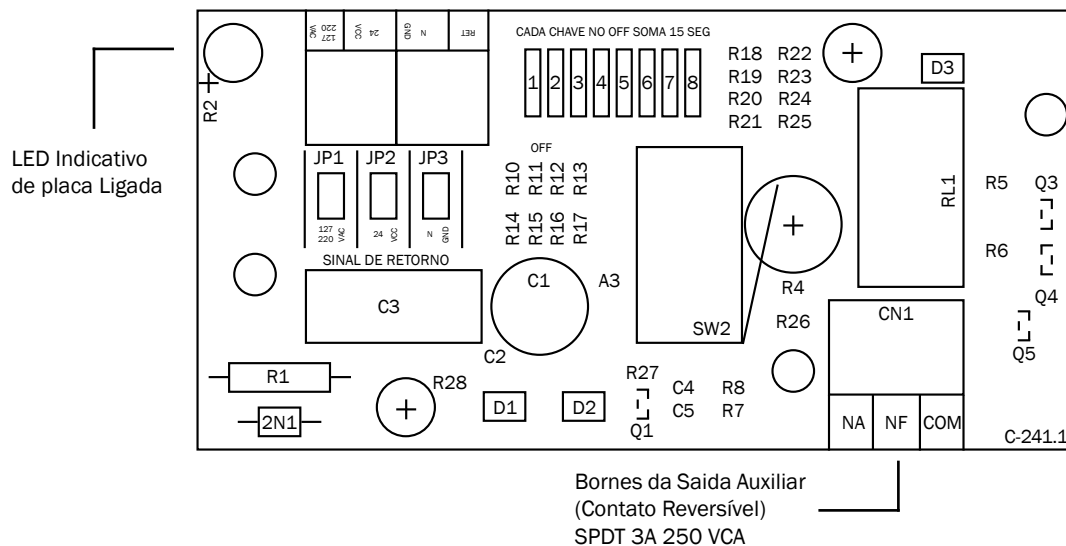 127 220 VAC
24 VCC
N GND
RET
CADA CHAVE NO OFF SOMA 15 SEG
1 2 3 4 5 6 7 8
OFF
R18 R22
R19 R23
R20 R24
R21 R25
D3
R2
LED Indicativo
de placa Ligada
JP1 JP2 JP3
127
220 VAC
24 VCC
N GND
SINAL DE RETORNO
R10 R11 R12 R13
R14 R15 R16 R17
RL1
R5 Q3
R6
Q4
Q5
C3
C1
A3
C2
SW2
R4
R26
CN1
R1
2N1
R28
D1
D2
R27
Q1
C4 R8
C5 R7
NA NF COM
C-241.1
Bornes da Saida Auxiliar
(Contato Reversível)
SPDT 3A 250 VCA